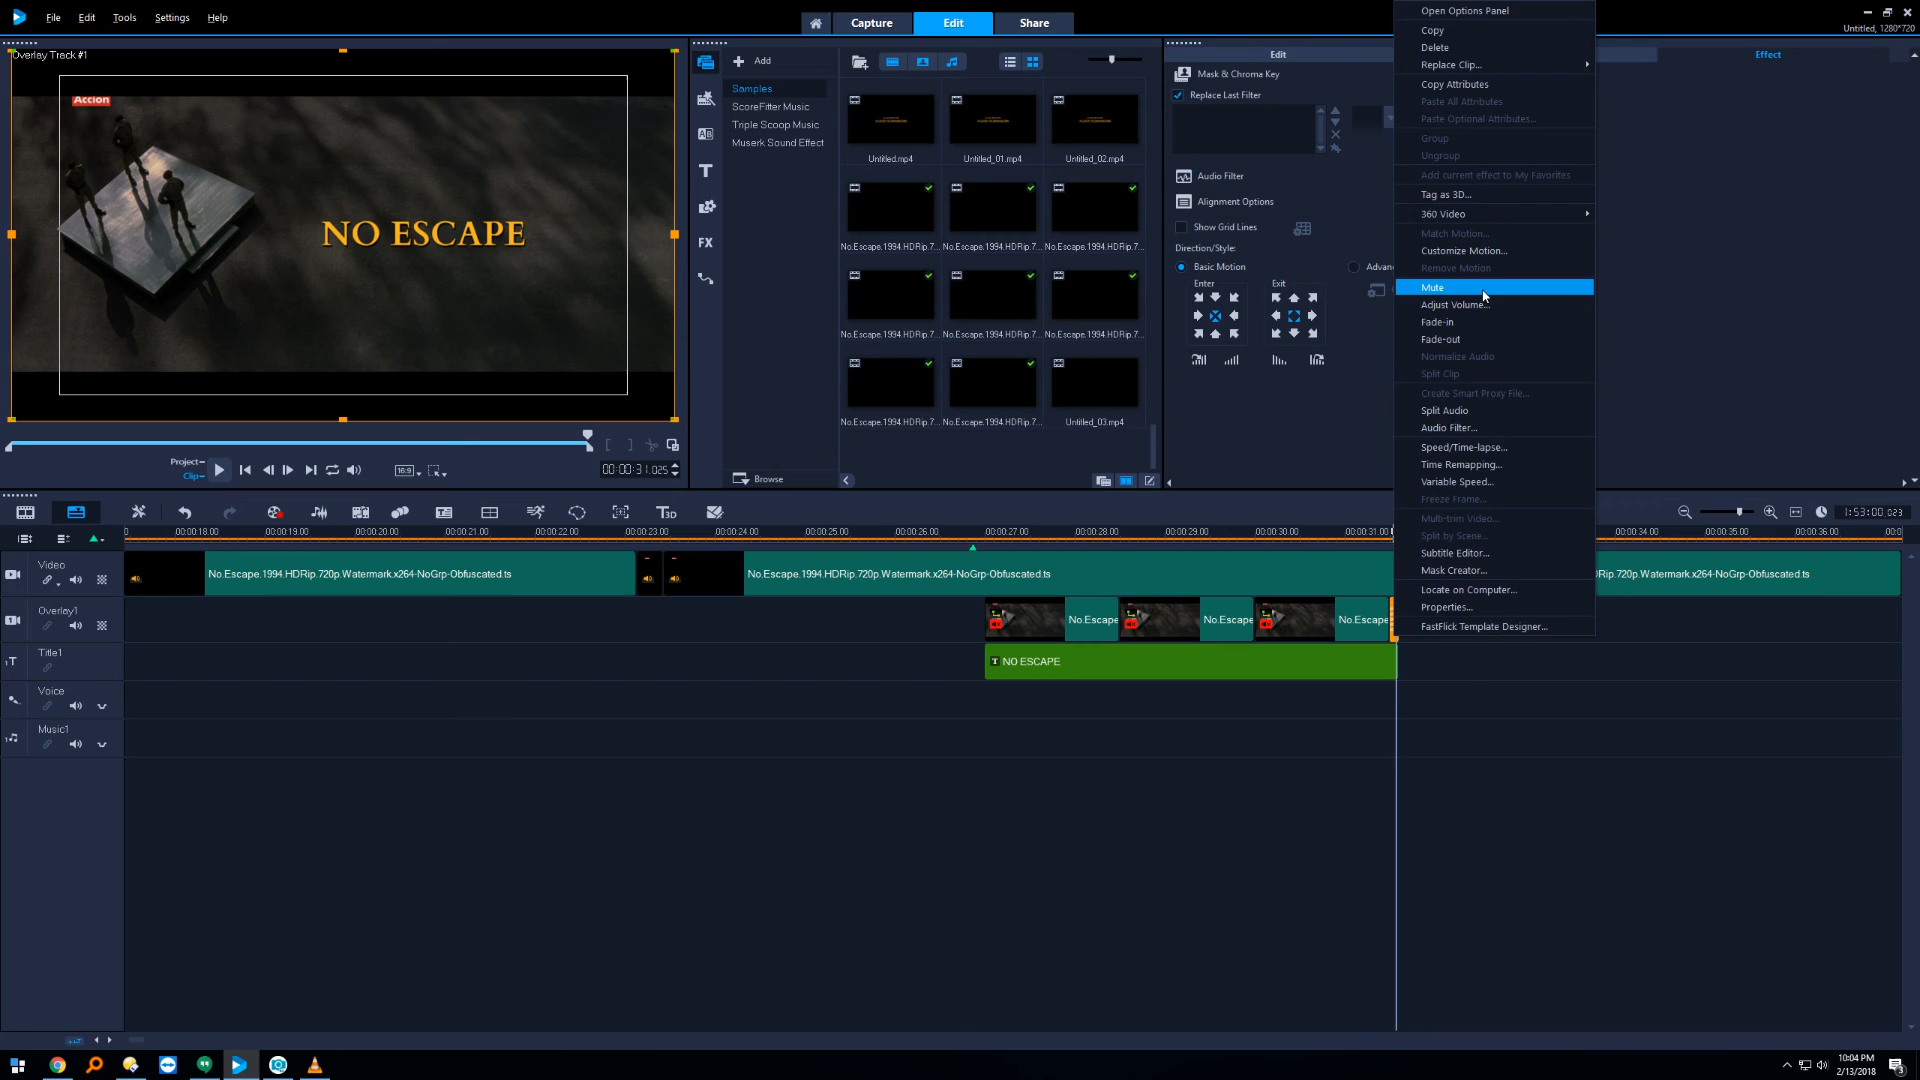 File Edit Tools Settings Help
Capture Edit Share
Untitled, 1280*720
Overlay Track #1
Accion
NO ESCAPE
Project-
Clip-
16:9
00:00:31.025
Add
Samples
ScoreFitter Music
Triple Scoop Music
Muserk Sound Effect
Browse
Untitled.mp4 Untitled_01.mp4 Untitled_02.mp4
No.Escape.1994.HDRip.7... No.Escape.1994.HDRip.7... No.Escape.1994.HDRip.7...
No.Escape.1994.HDRip.7... No.Escape.1994.HDRip.7... No.Escape.1994.HDRip.7...
No.Escape.1994.HDRip.7... No.Escape.1994.HDRip.7... Untitled_03.mp4
Edit Effect
Mask & Chroma Key
Replace Last Filter
Audio Filter
Alignment Options
Show Grid Lines
Direction/Style:
Basic Motion Advan
Enter Exit
Open Options Panel
Copy
Delete
Replace Clip...
Copy Attributes
Paste All Attributes
Paste Optional Attributes...
Group
Ungroup
Add current effect to My Favorites
Tag as 3D...
360 Video
Match Motion...
Customize Motion...
Remove Motion
Mute
Adjust Volume...
Fade-in
Fade-out
Normalize Audio
Split Clip
Create Smart Proxy File...
Split Audio
Audio Filter...
Speed/Time-lapse...
Time Remapping...
Variable Speed...
Freeze Frame...
Multi-trim Video...
Split by Scene...
Subtitle Editor...
Mask Creator...
Locate on Computer...
Properties...
FastFlick Template Designer...
1:53:00.023
00:00:18.00 00:00:19.00 00:00:20.00 00:00:21.00 00:00:22.00 00:00:23.00 00:00:24.00 00:00:25.00 00:00:26.00 00:00:27.00 00:00:28.00 00:00:29.00 00:00:30.00 00:00:31.00 00:00:34.00 00:00:35.00 00:00:36.00 00:0
Video
No.Escape.1994.HDRip.720p.Watermark.x264-NoGrp-Obfuscated.ts No.Escape.1994.HDRip.720p.Watermark.x264-NoGrp-Obfuscated.ts Rip.720p.Watermark.x264-NoGrp-Obfuscated.ts
Overlay1
No.Escape No.Escape No.Escape
Title1
NO ESCAPE
Voice
Music1
10:04 PM
2/13/2018